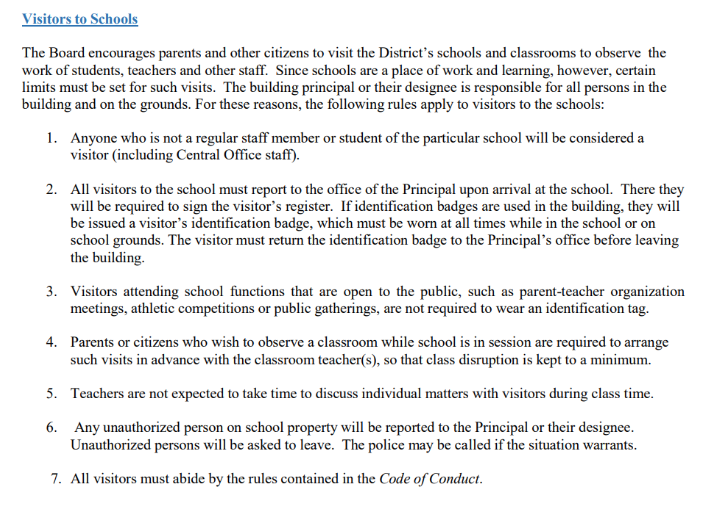 Visitors to Schools
The Board encourages parents and other citizens to visit the District's schools and classrooms to observe the
work of students, teachers and other staff. Since schools are a place of work and learning, however, certain
limits must be set for such visits. The building principal or their designee is responsible for all persons in the
building and on the grounds. For these reasons, the following rules apply to visitors to the schools:
1. Anyone who is not a regular staff member or student of the particular school will be considered a
visitor (including Central Office staff).
2. All visitors to the school must report to the office of the Principal upon arrival at the school. There they
will be required to sign the visitor's register. If identification badges are used in the building, they will
be issued a visitor's identification badge, which must be worn at all times while in the school or on
school grounds. The visitor must return the identification badge to the Principal's office before leaving
the building.
3. Visitors attending school functions that are open to the public, such as parent-teacher organization
meetings, athletic competitions or public gatherings, are not required to wear an identification tag.
4. Parents or citizens who wish to observe a classroom while school is in session are required to arrange
such visits in advance with the classroom teacher(s), so that class disruption is kept to a minimum.
5. Teachers are not expected to take time to discuss individual matters with visitors during class time.
6. Any unauthorized person on school property will be reported to the Principal or their designee.
Unauthorized persons will be asked to leave. The police may be called if the situation warrants.
7. All visitors must abide by the rules contained in the Code of Conduct.